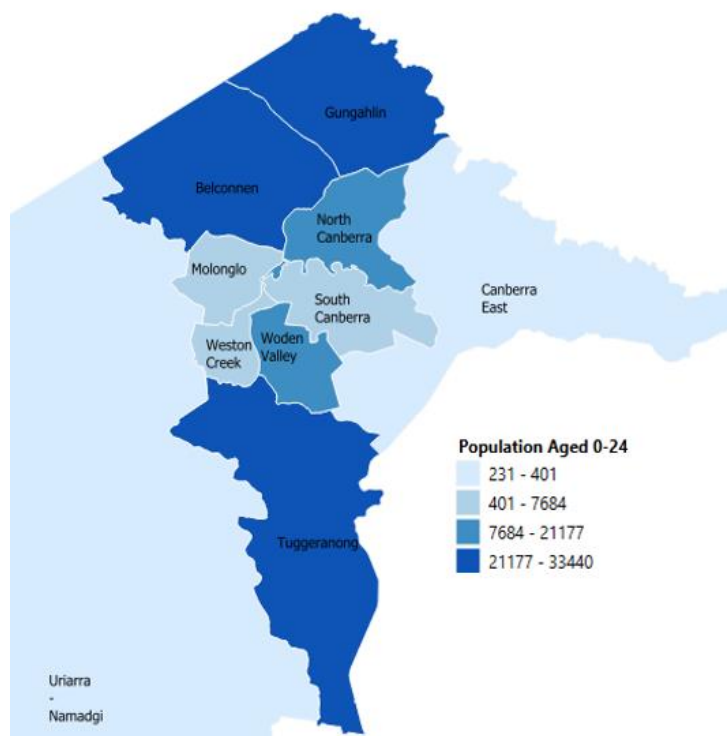 Gungahlin
Belconnen
North
Canberra
Molonglo
Canberra
East
South
Canberra
Weston
Creek
Woden
Valley
Population Aged 0-24
231 - 401
401 - 7684
7684 - 21177
21177 - 33440
Tuggeranong
Uriarra
-
Namadgi